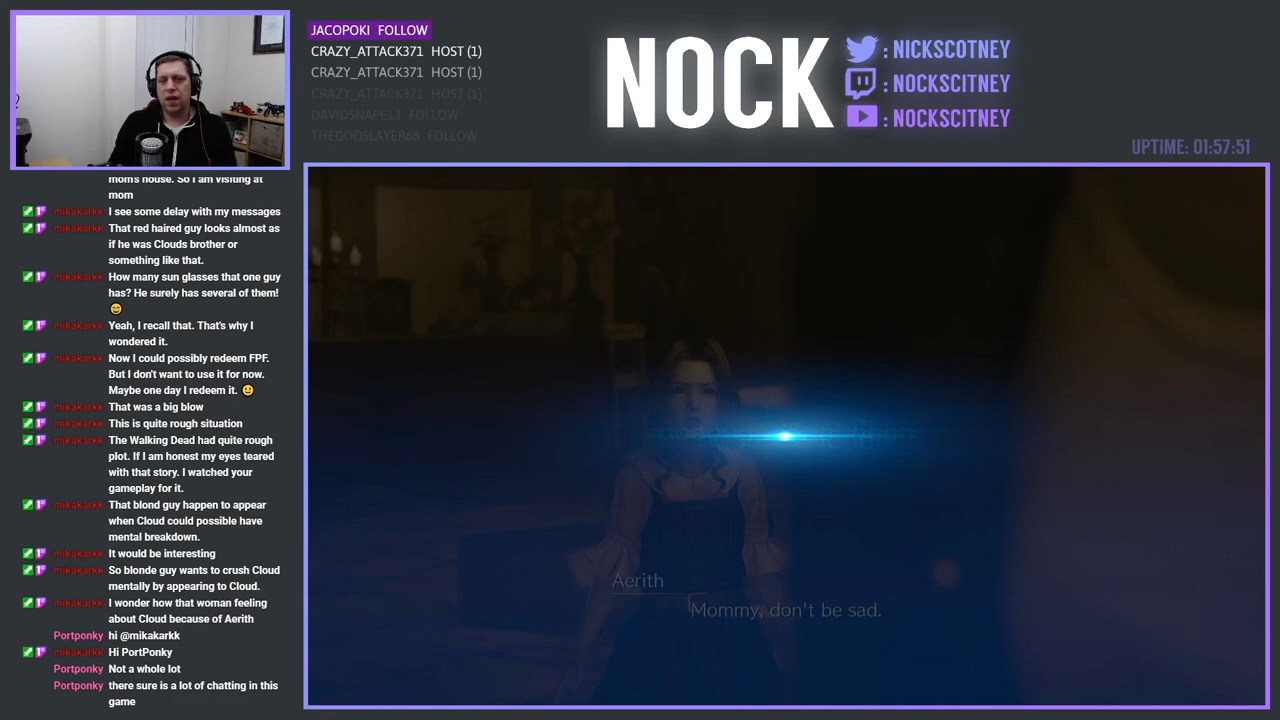 JACOPOKI FOLLOW
CRAZY_ATTACK371 HOST (1)
CRAZY_ATTACK371 HOST (1)
CRAZY_ATTACK371 HOST (1)
DAVIDSNAPE13 FOLLOW
THEGODSLAYER68 FOLLOW
NOCK
: NICKSCOTNEY
: NOCKSCITNEY
: NOCKSCITNEY
UPTIME: 01:57:51
mom's house. So I am visiting at
mom
mikakarkk I see some delay with my messages
mikakarkk That red haired guy looks almost as
if he was Clouds brother or
something like that.
mikakarkk How many sun glasses that one guy
has? He surely has several of them!
mikakarkk Yeah, I recall that. That's why I
wondered it.
mikakarkk Now I could possibly redeem FPF.
But I don't want to use it for now.
Maybe one day I redeem it.
mikakarkk That was a big blow
mikakarkk This is quite rough situation
mikakarkk The Walking Dead had quite rough
plot. If I am honest my eyes teared
with that story. I watched your
gameplay for it.
mikakarkk That blond guy happen to appear
when Cloud could possible have
mental breakdown.
mikakarkk It would be interesting
mikakarkk So blonde guy wants to crush Cloud
mentally by appearing to Cloud.
mikakarkk I wonder how that woman feeling
about Cloud because of Aerith
Portponky hi @mikakarkk
mikakarkk Hi PortPonky
Portponky Not a whole lot
Portponky there sure is a lot of chatting in this
game
Aerith
Mommy, don't be sad.